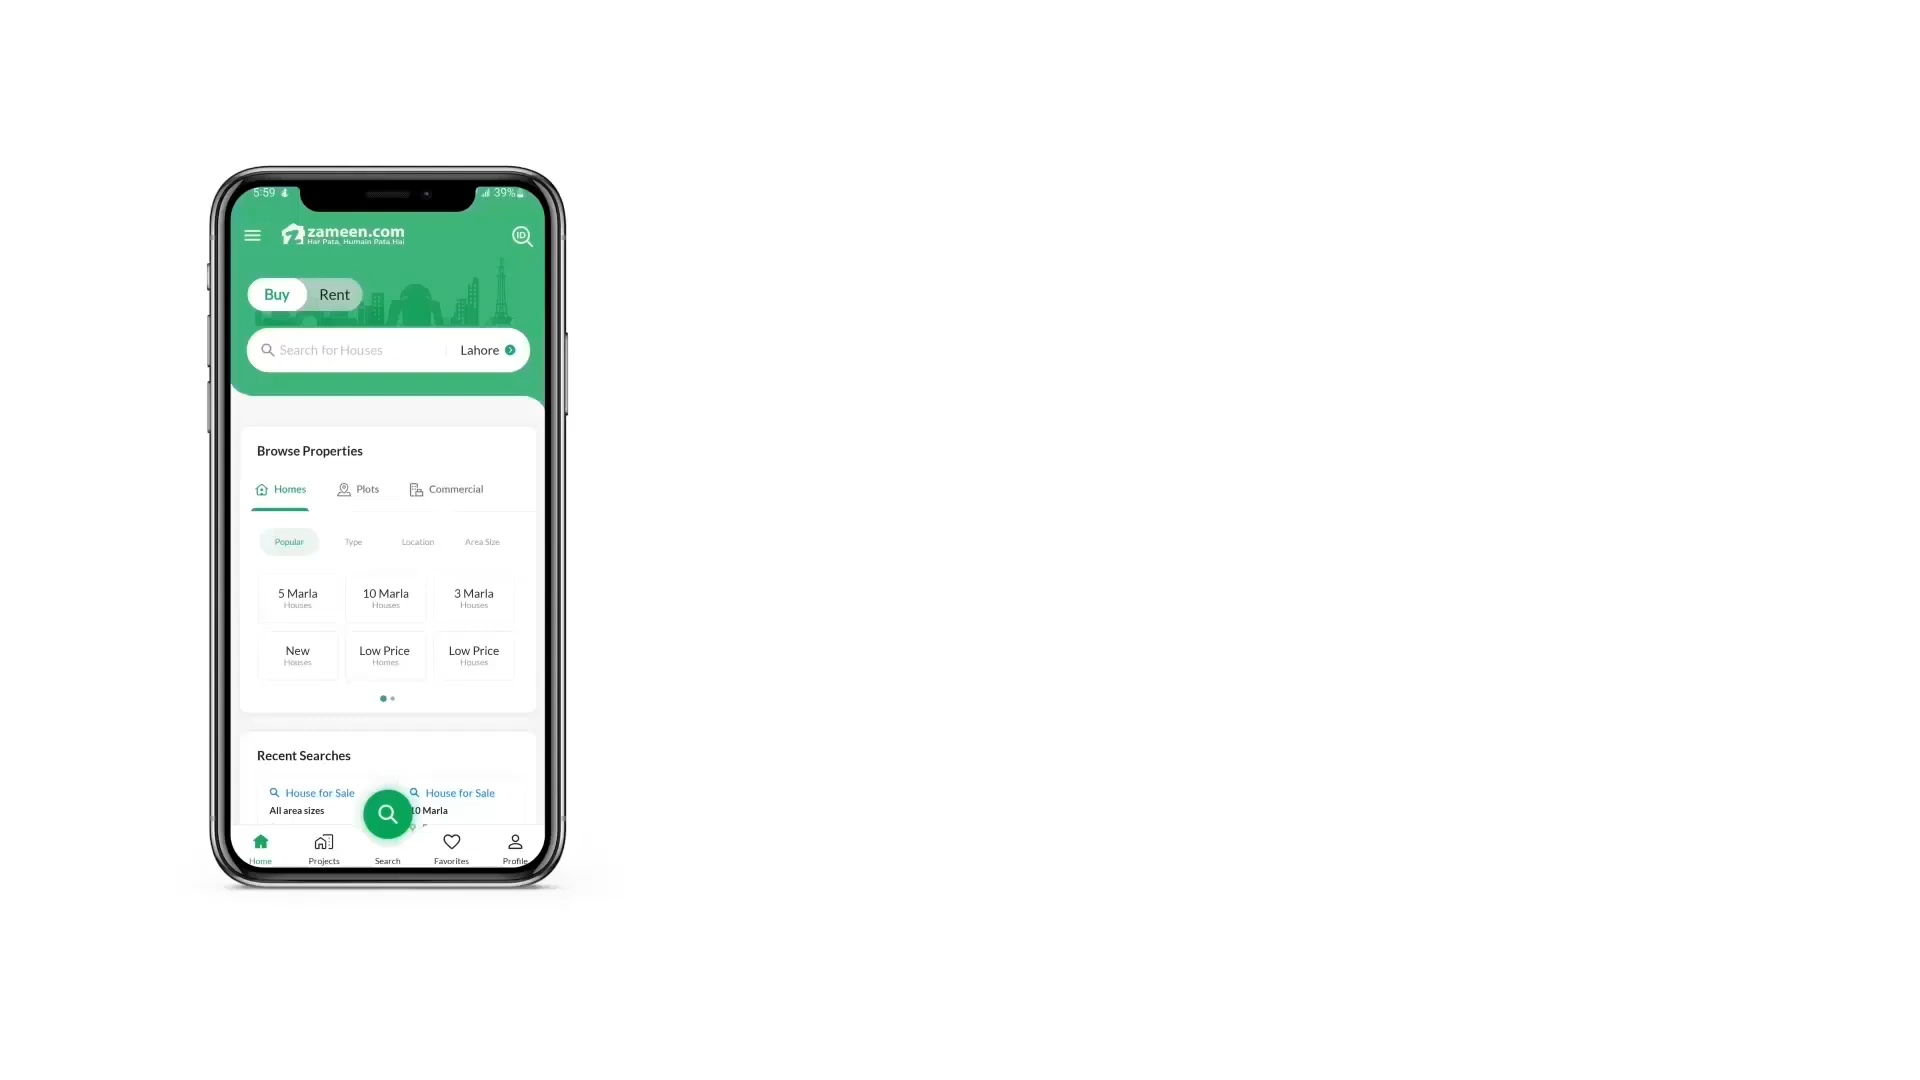 5:59
39%
zameen.com
Har Pata, Humain Pata Hai
ID
Buy
Rent
Search for Houses
Lahore
Browse Properties
Homes
Plots
Commercial
Popular
Type
Location
Area Size
5 Marla
Houses
10 Marla
Houses
3 Marla
Houses
New
Houses
Low Price
Homes
Low Price
Houses
Recent Searches
House for Sale
All area sizes
House for Sale
10 Marla
Home
Projects
Search
Favorites
Profile